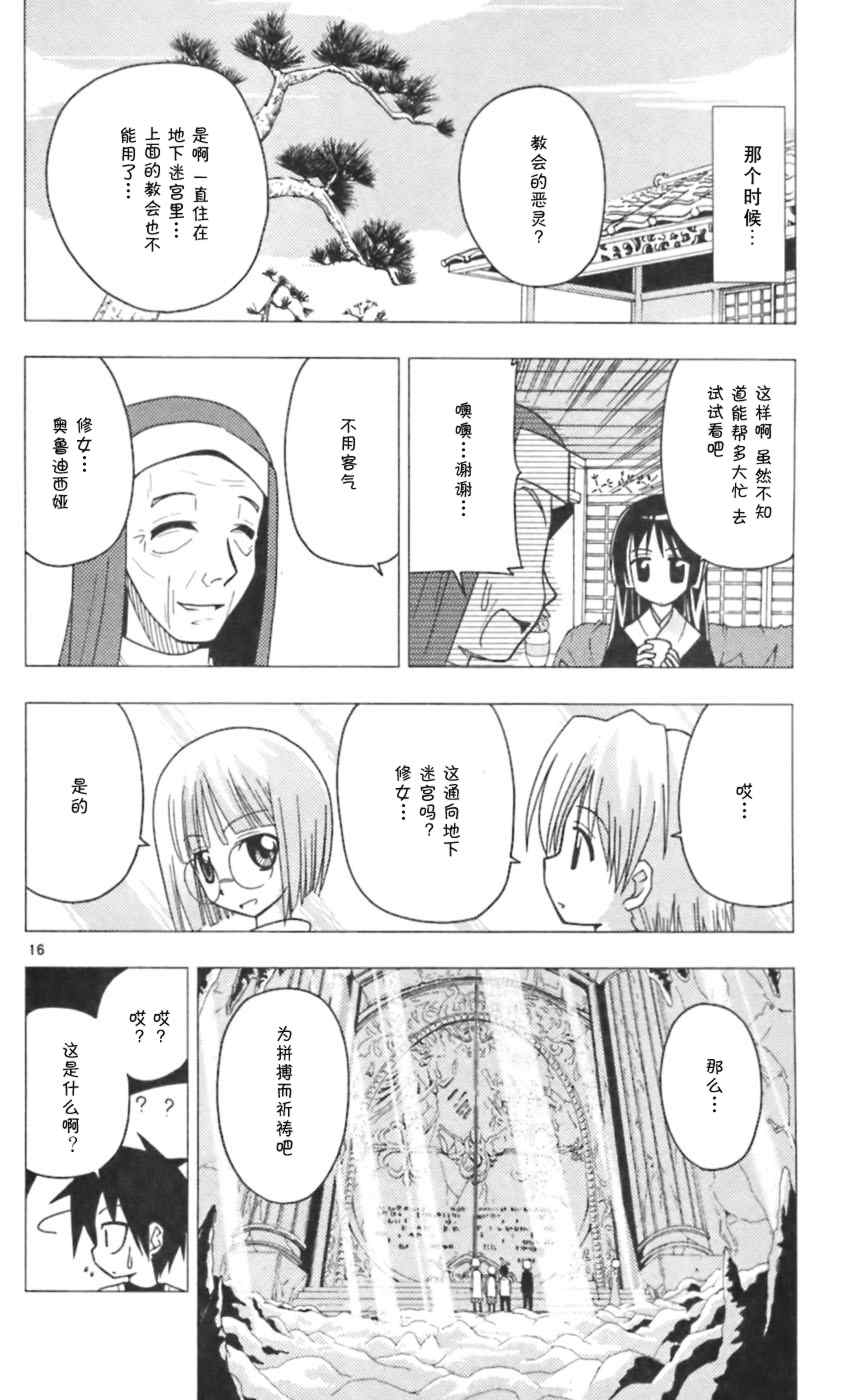 那个时候…
教会的恶灵？
是啊 一直住在
地下迷宫里…
上面的教会也不
能用了…
这样啊 虽然不知
道能帮多大忙 去
试试看吧
噢噢…谢谢…
不用客气
修女…
奥鲁迪西娅
哎…
这通向地下
迷宫吗？
修女…
是的
16
那么…
为拼搏而祈祷吧
哎？
哎？
？
？
这是什么啊？